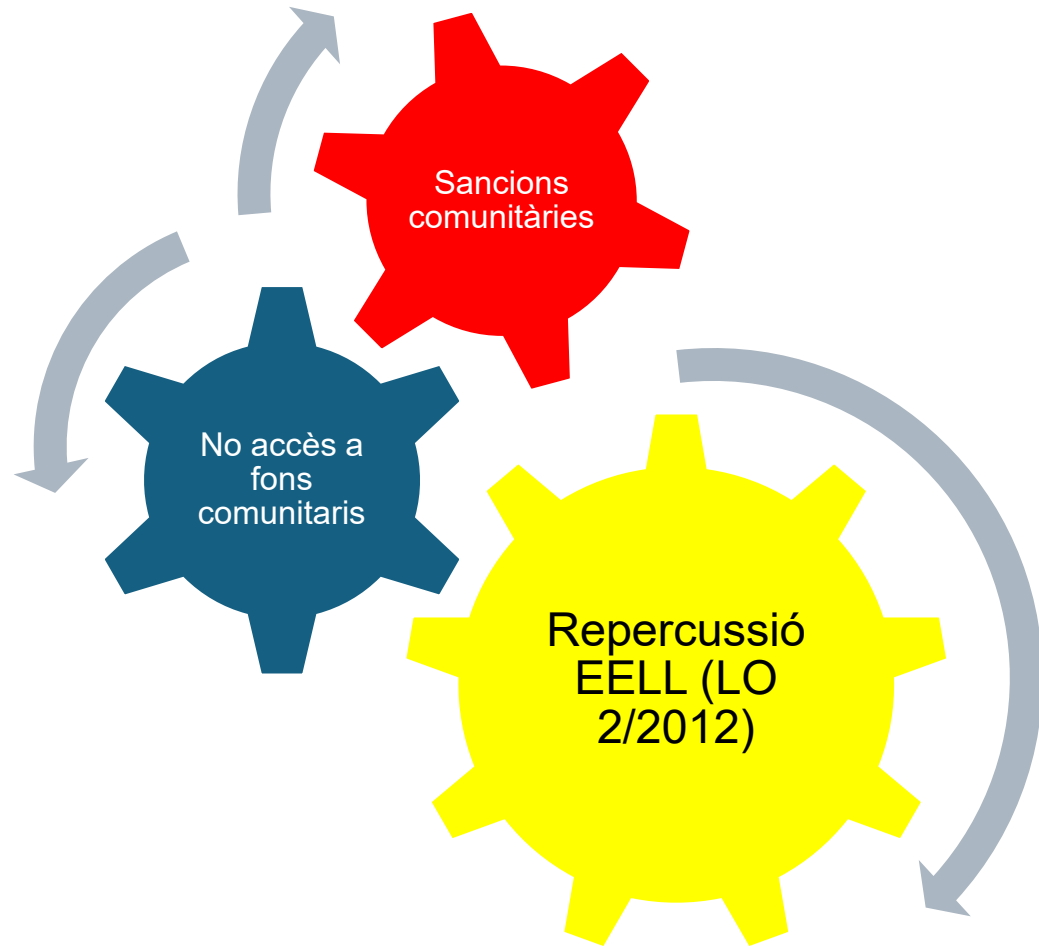 Sancions
comunitàries
No accès a
fons
comunitaris
Repercussió
EELL (LO
2/2012)